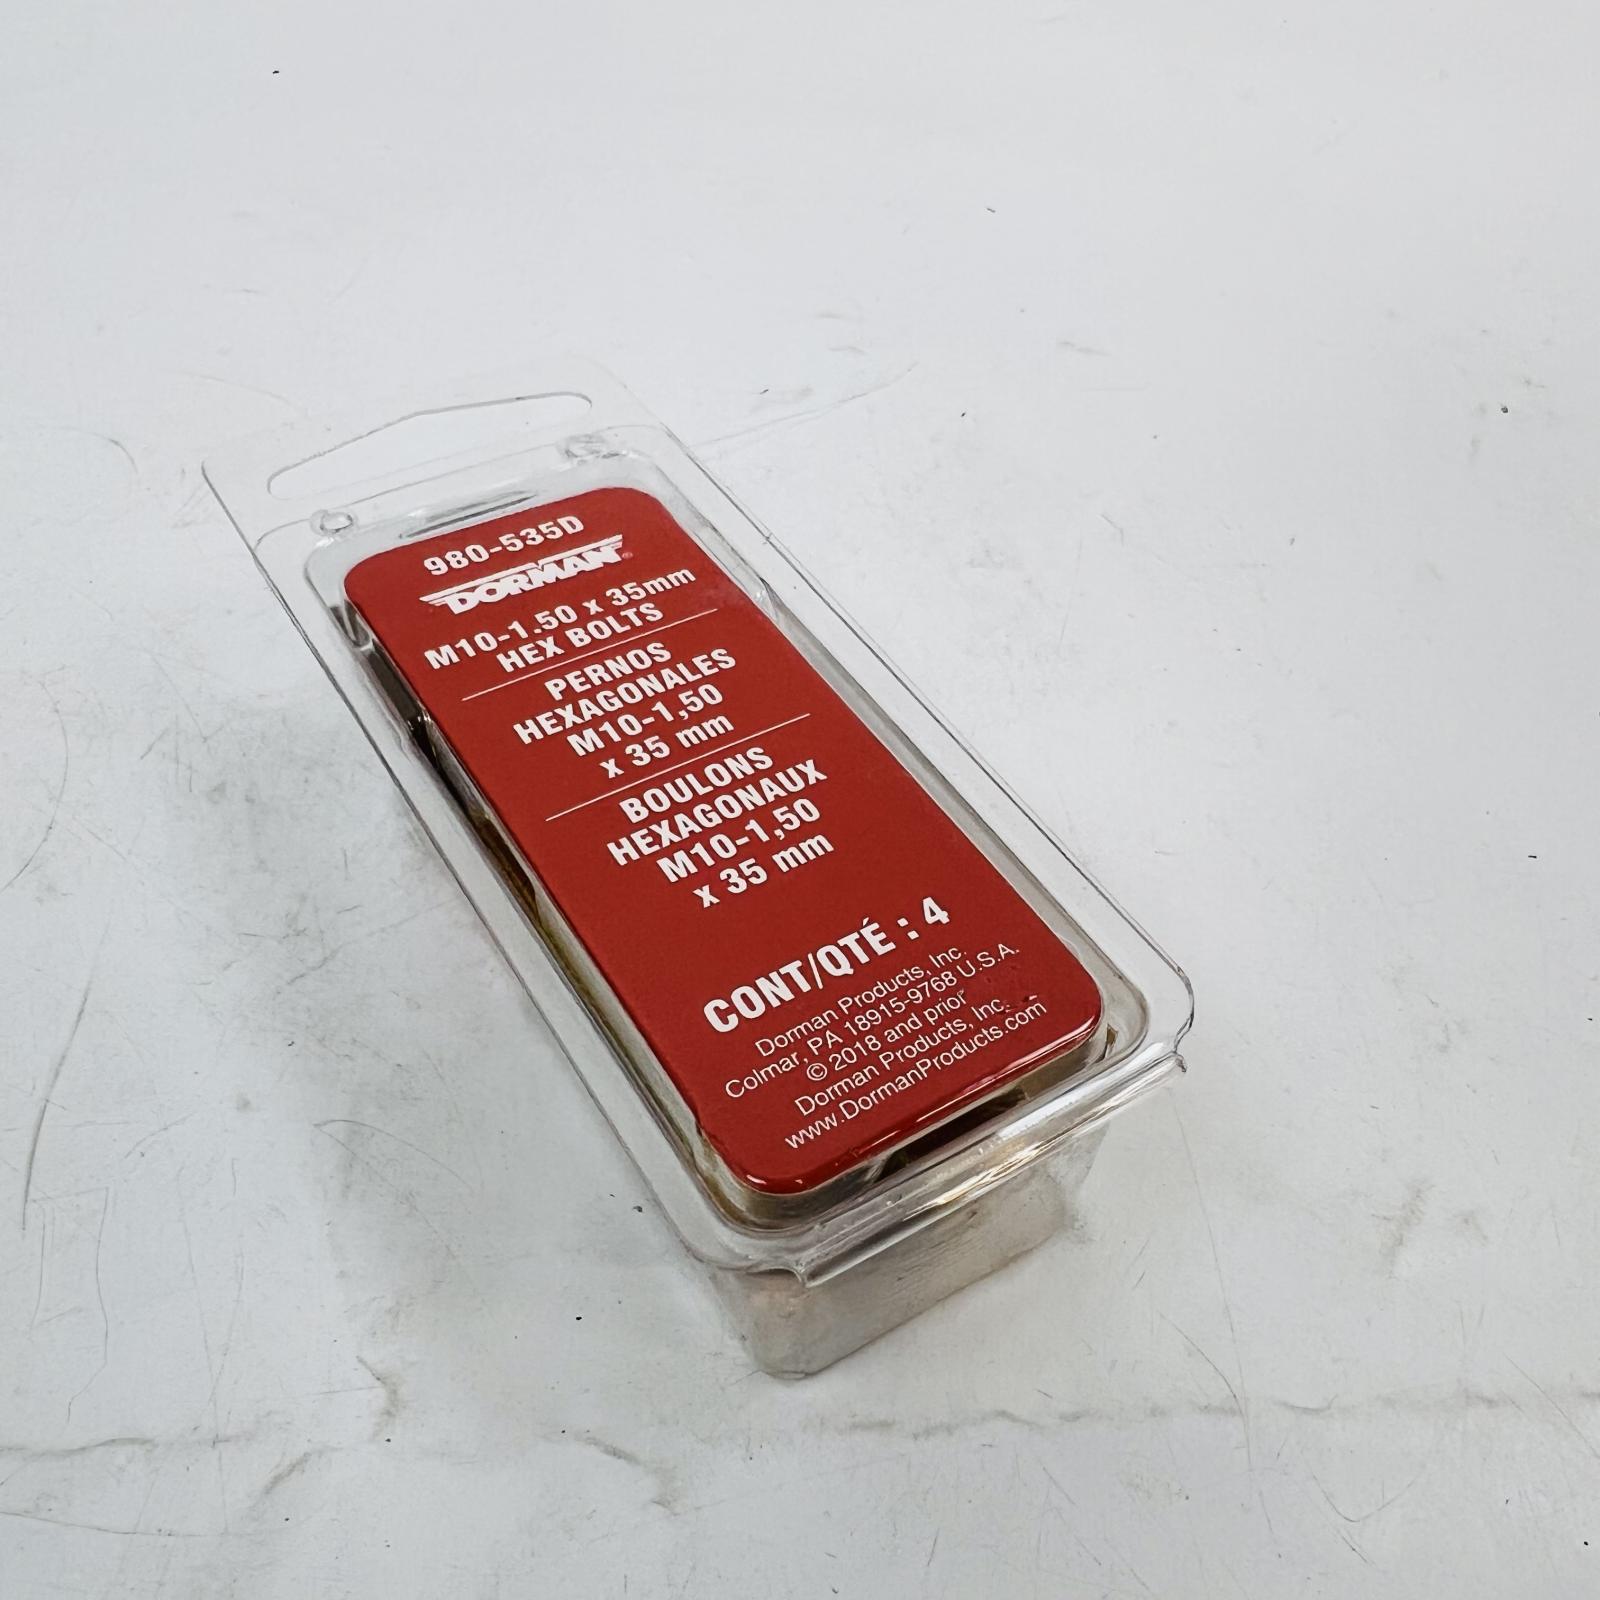 980-535D
DORMAN®
M10-1.50 x 35mm
HEX BOLTS
PERNOS
HEXAGONALES
M10-1,50
x 35 mm
BOULONS
HEXAGONAUX
M10-1,50
x 35 mm
CONT/QTÉ : 4
Dorman Products, Inc.
Colmar, PA 18915-9768 U.S.A.
© 2018 and prior
Dorman Products, Inc.
www.DormanProducts.com